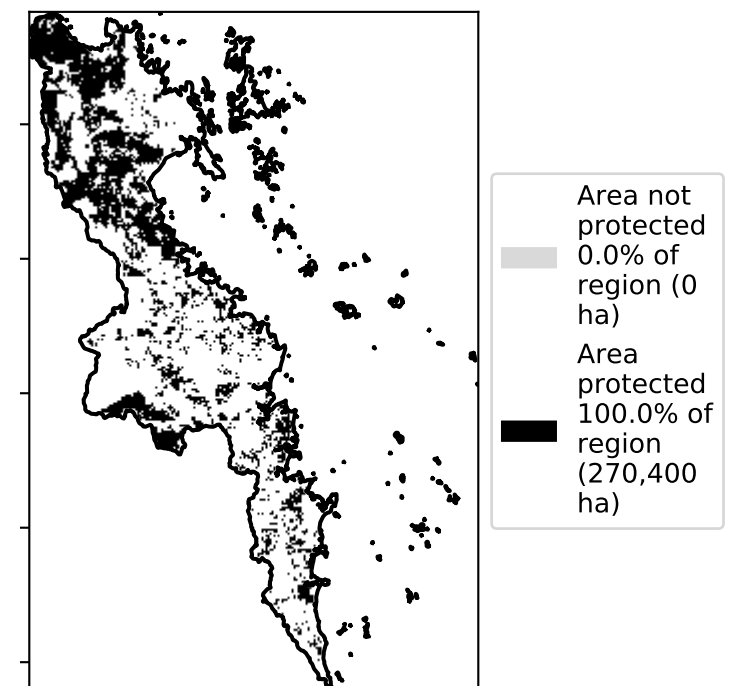 Area not
protected
0.0% of
region (0
ha)
Area
protected
100.0% of
region
(270,400
ha)